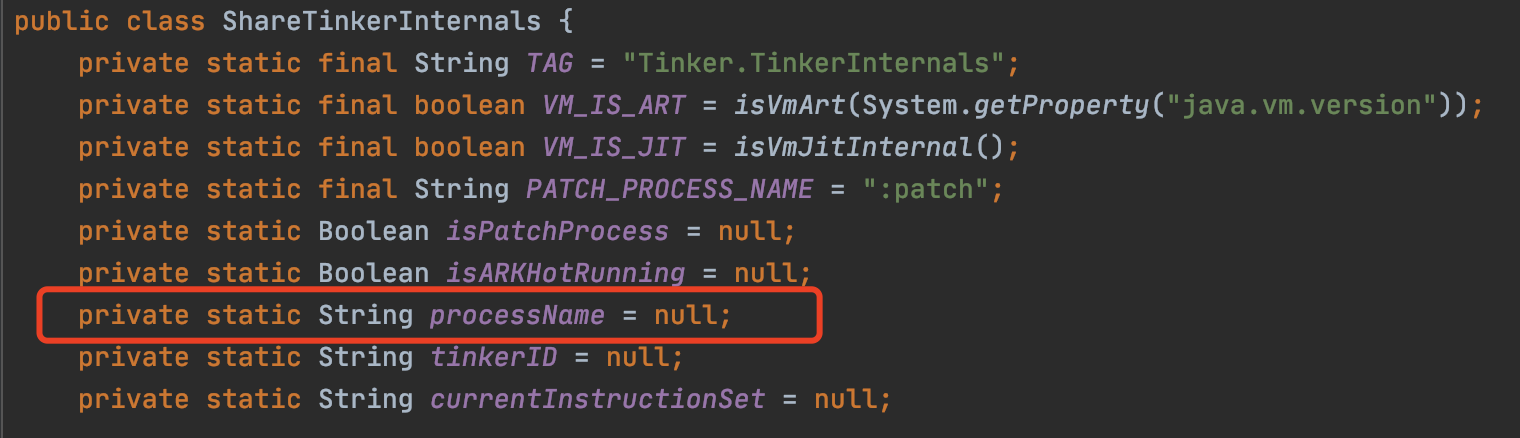 public class ShareTinkerInternals {
    private static final String TAG = "Tinker.TinkerInternals";
    private static final boolean VM_IS_ART = isVmArt(System.getProperty("java.vm.version"));
    private static final boolean VM_IS_JIT = isVmJitInternal();
    private static final String PATCH_PROCESS_NAME = ":patch";
    private static Boolean isPatchProcess = null;
    private static Boolean isARKHotRunning = null;
    private static String processName = null;
    private static String tinkerID = null;
    private static String currentInstructionSet = null;